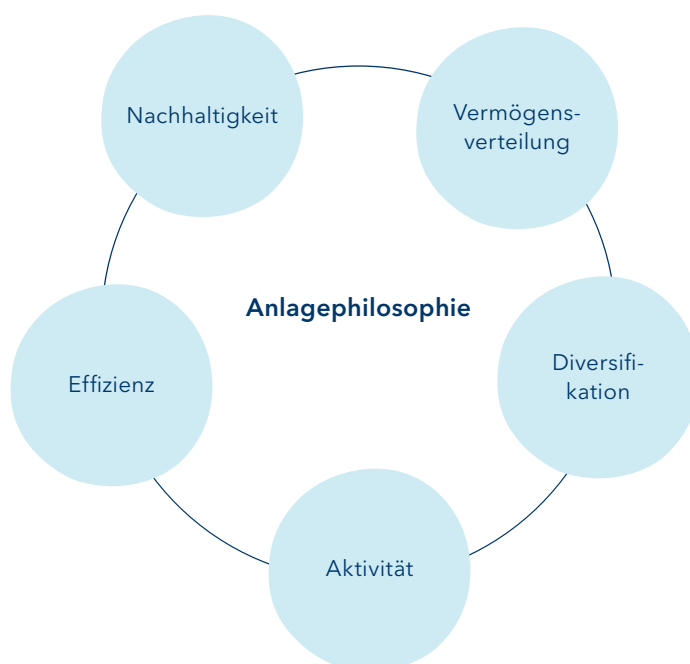 Nachhaltigkeit
Vermögens-
verteilung
Anlagephilosophie
Effizienz
Diversifi-
kation
Aktivität